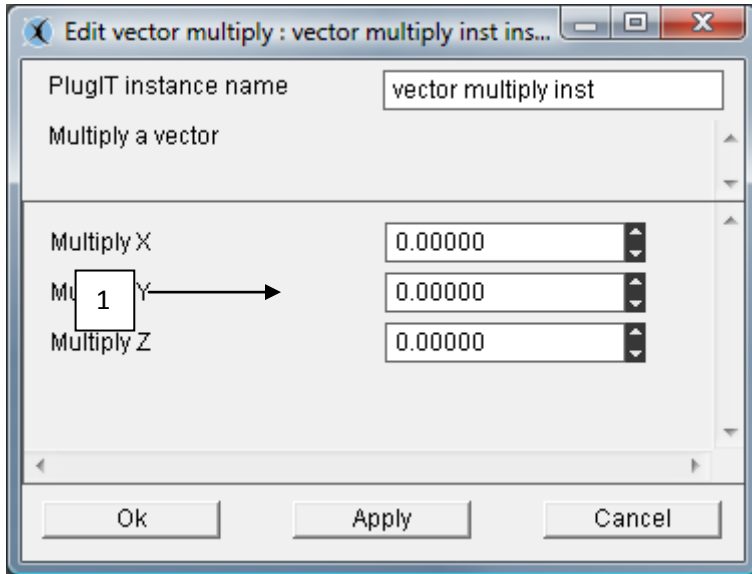 Edit vector multiply : vector multiply inst ins...
PlugIT instance name vector multiply inst
Multiply a vector
Multiply X 0.00000
1 Y 0.00000
Multiply Z 0.00000
Ok Apply Cancel